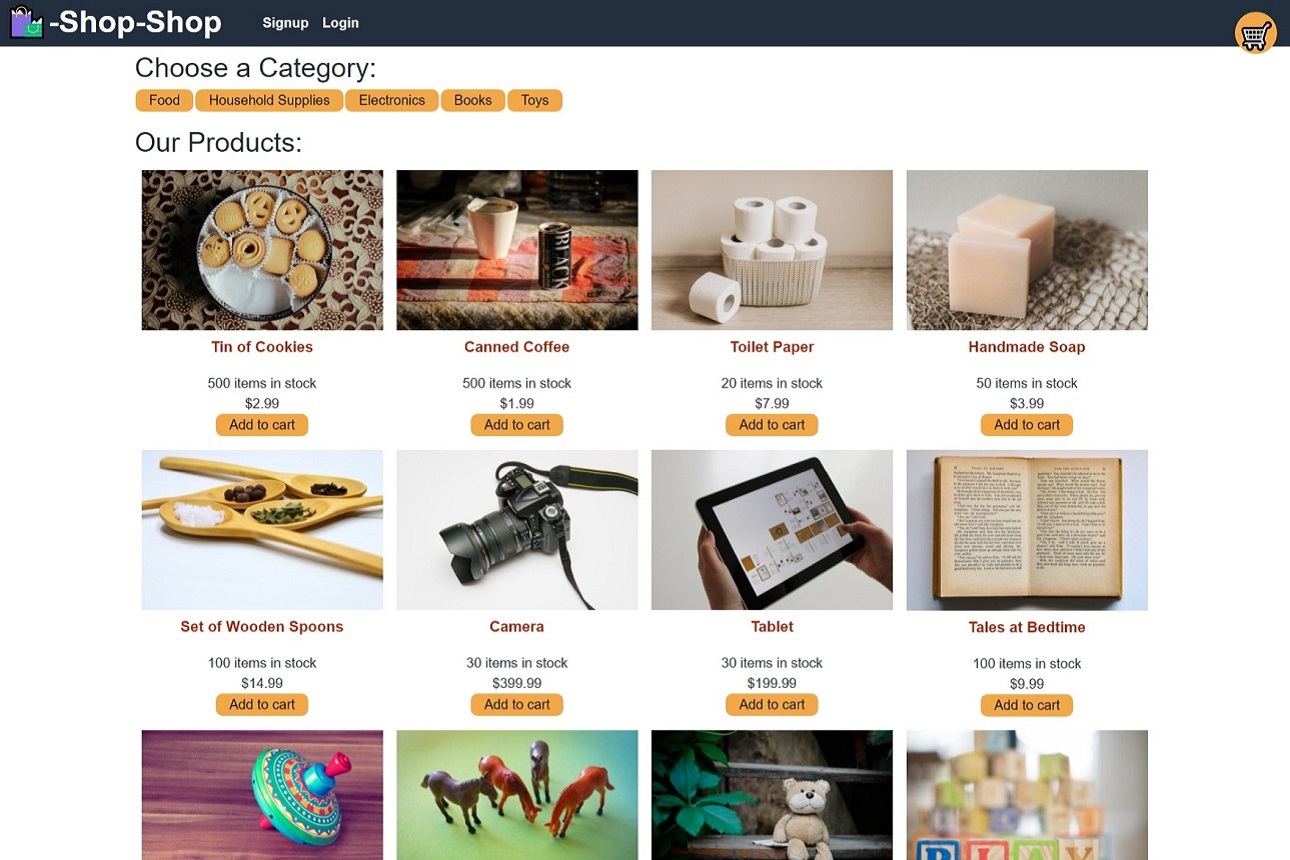 -Shop-Shop
Signup Login
Choose a Category:
Food Household Supplies Electronics Books Toys
Our Products:
BLACK
Tin of Cookies Canned Coffee Toilet Paper Handmade Soap
500 items in stock 500 items in stock 20 items in stock 50 items in stock
$2.99 $1.99 $7.99 $3.99
Add to cart Add to cart Add to cart Add to cart
Set of Wooden Spoons Camera Tablet Tales at Bedtime
100 items in stock 30 items in stock 30 items in stock 100 items in stock
$14.99 $399.99 $199.99 $9.99
Add to cart Add to cart Add to cart Add to cart
PLAY